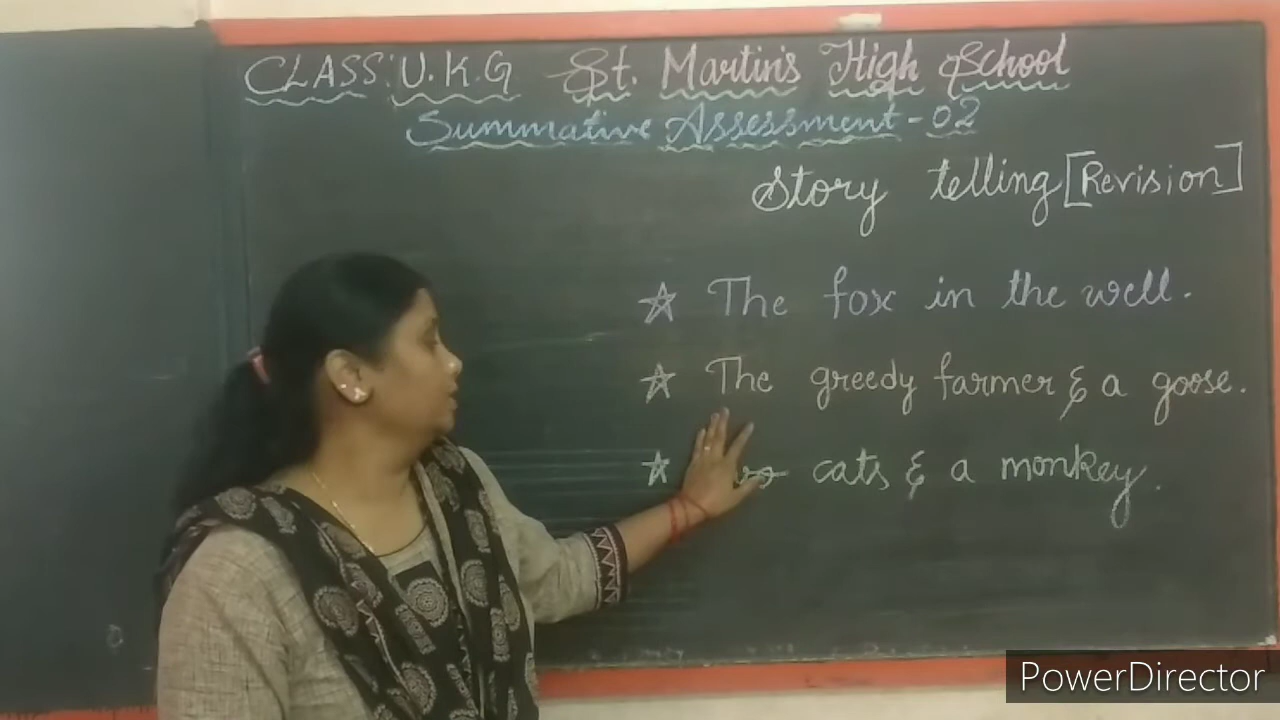 CLASS: U.K.G St. Martin's High School
Summative Assessment - 02
Story telling [Revision]
☆ The fox in the well.
☆ The greedy farmer & a goose.
☆ cats & a monkey.
PowerDirector